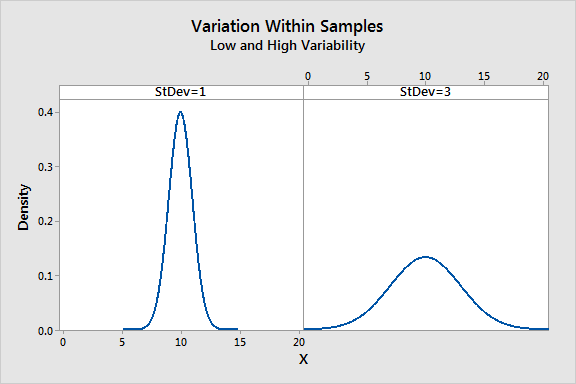 Variation Within Samples
Low and High Variability
0 5 10 15 20
StDev=1 StDev=3
0.4
0.3
0.2
0.1
0.0
Density
0 5 10 15 20
X